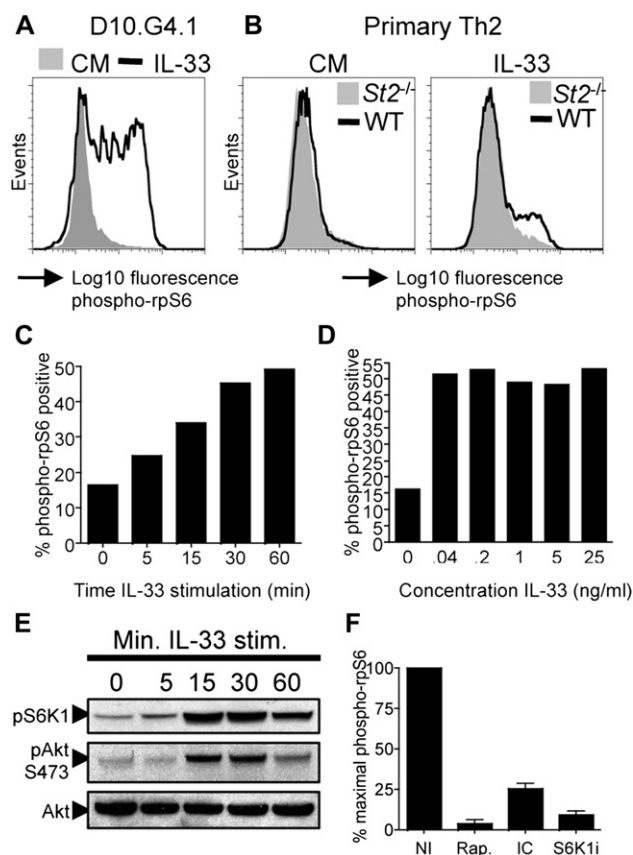 A D10.G4.1
CM IL-33
Events
Log10 fluorescence
phospho-rpS6
B Primary Th2
CM
St2-/-
WT
Events
IL-33
St2-/-
WT
Log10 fluorescence
phospho-rpS6
C
% phospho-rpS6 positive
50
40
30
20
10
0
0 5 15 30 60
Time IL-33 stimulation (min)
D
% phospho-rpS6 positive
55
50
45
40
35
30
25
20
15
10
5
0
0 .04 .2 1 5 25
Concentration IL-33 (ng/ml)
E
Min. IL-33 stim.
0 5 15 30 60
pS6K1
pAkt
S473
Akt
F
% maximal phospho-rpS6
100
75
50
25
0
NI Rap. IC S6K1i